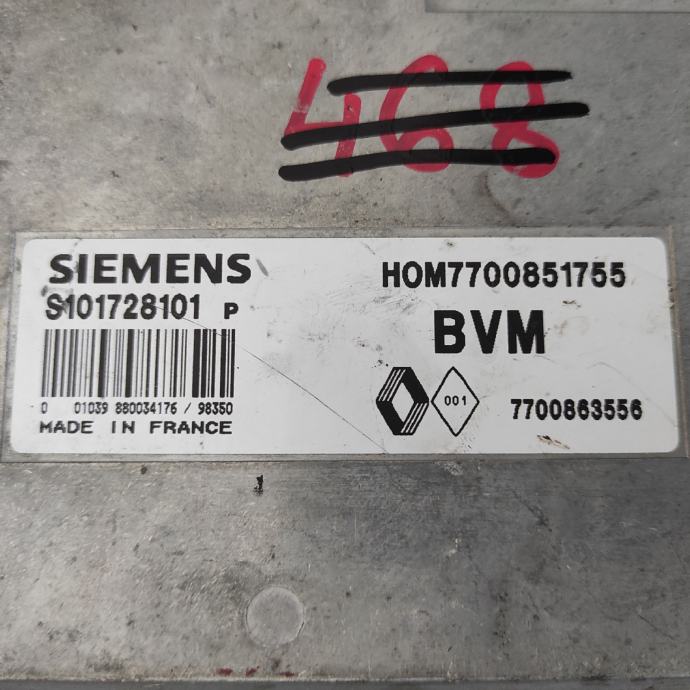 468
SIEMENS
HOM7700851755
S101728101 P
BVM
001
7700863556
0 01039 880034176 / 98350
MADE IN FRANCE